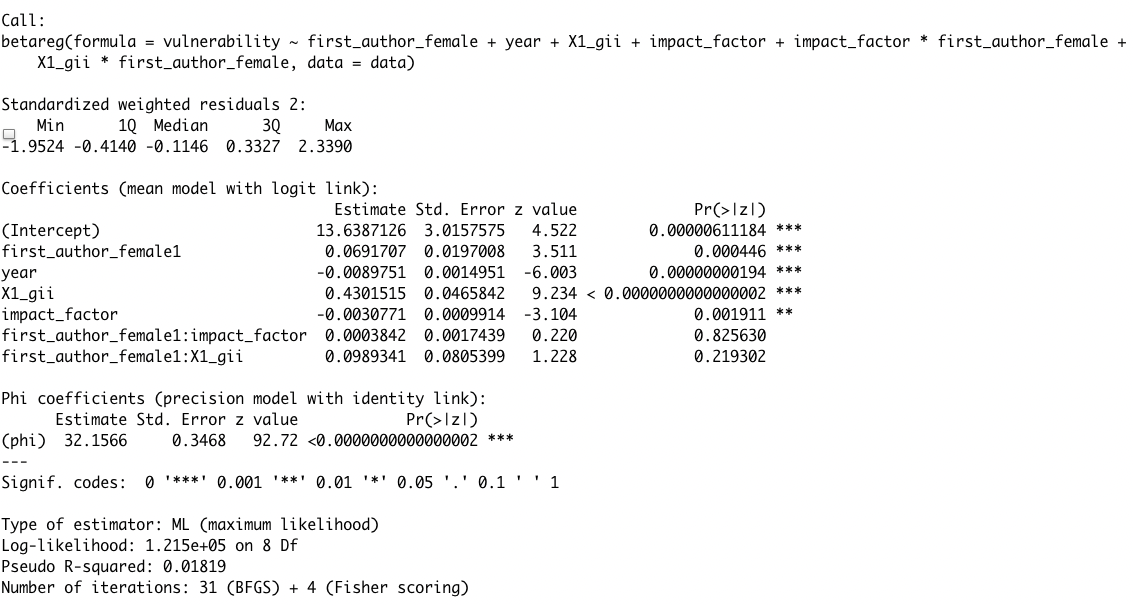 Call:
betareg(formula = vulnerability ~ first_author_female + year + X1_gii + impact_factor + impact_factor * first_author_female +
    X1_gii * first_author_female, data = data)

Standardized weighted residuals 2:
    Min      1Q  Median      3Q     Max
-1.9524 -0.4140 -0.1146  0.3327  2.3390

Coefficients (mean model with logit link):
                                    Estimate Std. Error z value             Pr(>|z|)
(Intercept)                       13.6387126  3.0157575   4.522        0.00000611184 ***
first_author_female1               0.0691707  0.0197008   3.511             0.000446 ***
year                              -0.0089751  0.0014951  -6.003        0.00000000194 ***
X1_gii                             0.4301515  0.0465842   9.234 < 0.0000000000000002 ***
impact_factor                     -0.0030771  0.0009914  -3.104             0.001911 **
first_author_female1:impact_factor 0.0003842  0.0017439   0.220             0.825630
first_author_female1:X1_gii        0.0989341  0.0805399   1.228             0.219302

Phi coefficients (precision model with identity link):
      Estimate Std. Error z value            Pr(>|z|)
(phi)  32.1566     0.3468   92.72 <0.0000000000000002 ***
---
Signif. codes:  0 '***' 0.001 '**' 0.01 '*' 0.05 '.' 0.1 ' ' 1

Type of estimator: ML (maximum likelihood)
Log-likelihood: 1.215e+05 on 8 Df
Pseudo R-squared: 0.01819
Number of iterations: 31 (BFGS) + 4 (Fisher scoring)